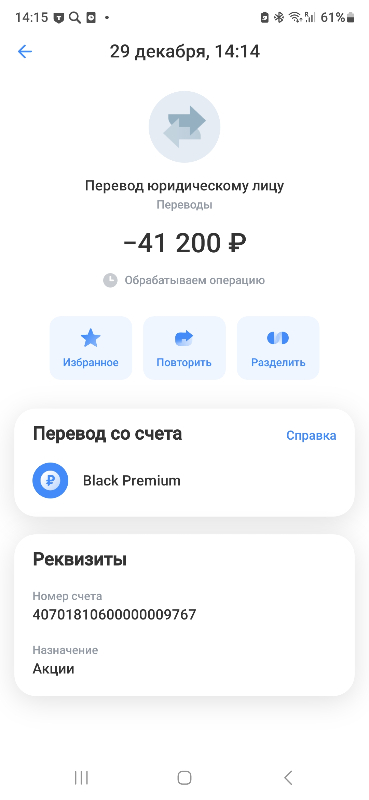 14:15
61%
29 декабря, 14:14
Перевод юридическому лицу
Переводы
−41 200 ₽
Обрабатываем операцию
Избранное
Повторить
Разделить
Перевод со счета
Справка
₽
Black Premium
Реквизиты
Номер счета
40701810600000009767
Назначение
Акции